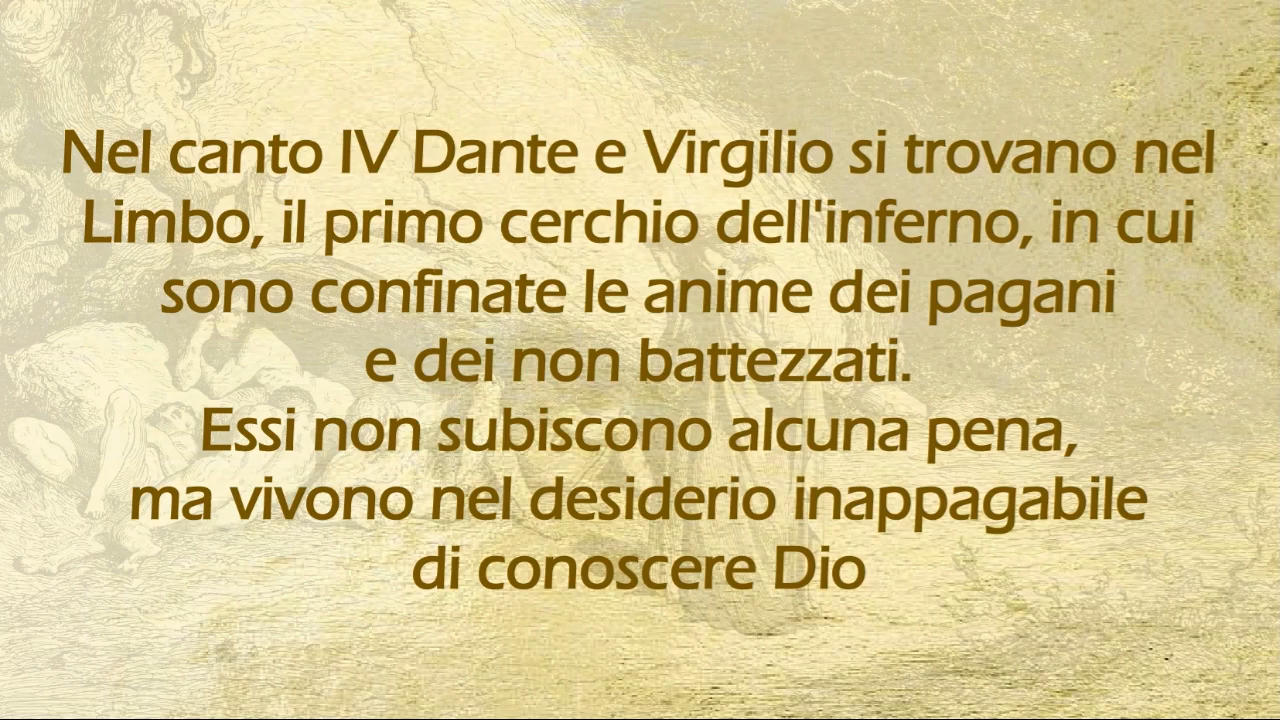 Nel canto IV Dante e Virgilio si trovano nel
Limbo, il primo cerchio dell'inferno, in cui
sono confinate le anime dei pagani
e dei non battezzati.
Essi non subiscono alcuna pena,
ma vivono nel desiderio inappagabile
di conoscere Dio